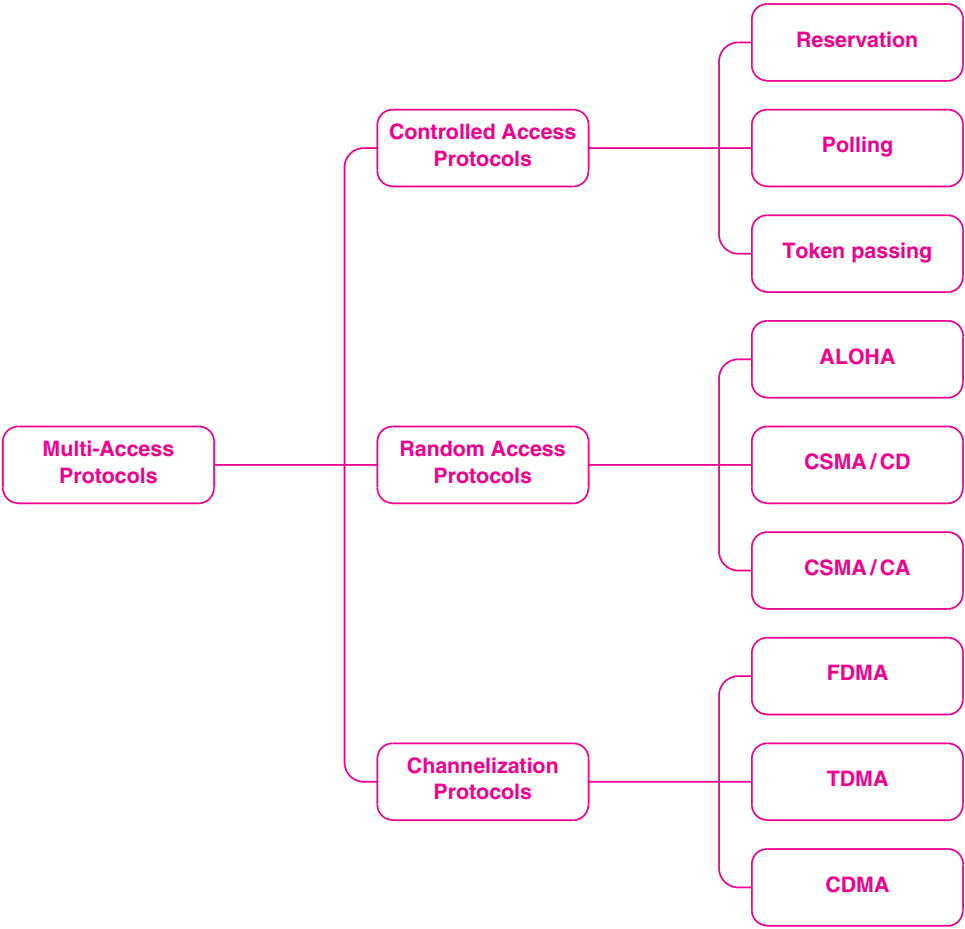 Reservation
Controlled Access
Protocols
Polling
Token passing
ALOHA
Multi-Access
Protocols
Random Access
Protocols
CSMA/CD
CSMA/CA
FDMA
Channelization
Protocols
TDMA
CDMA